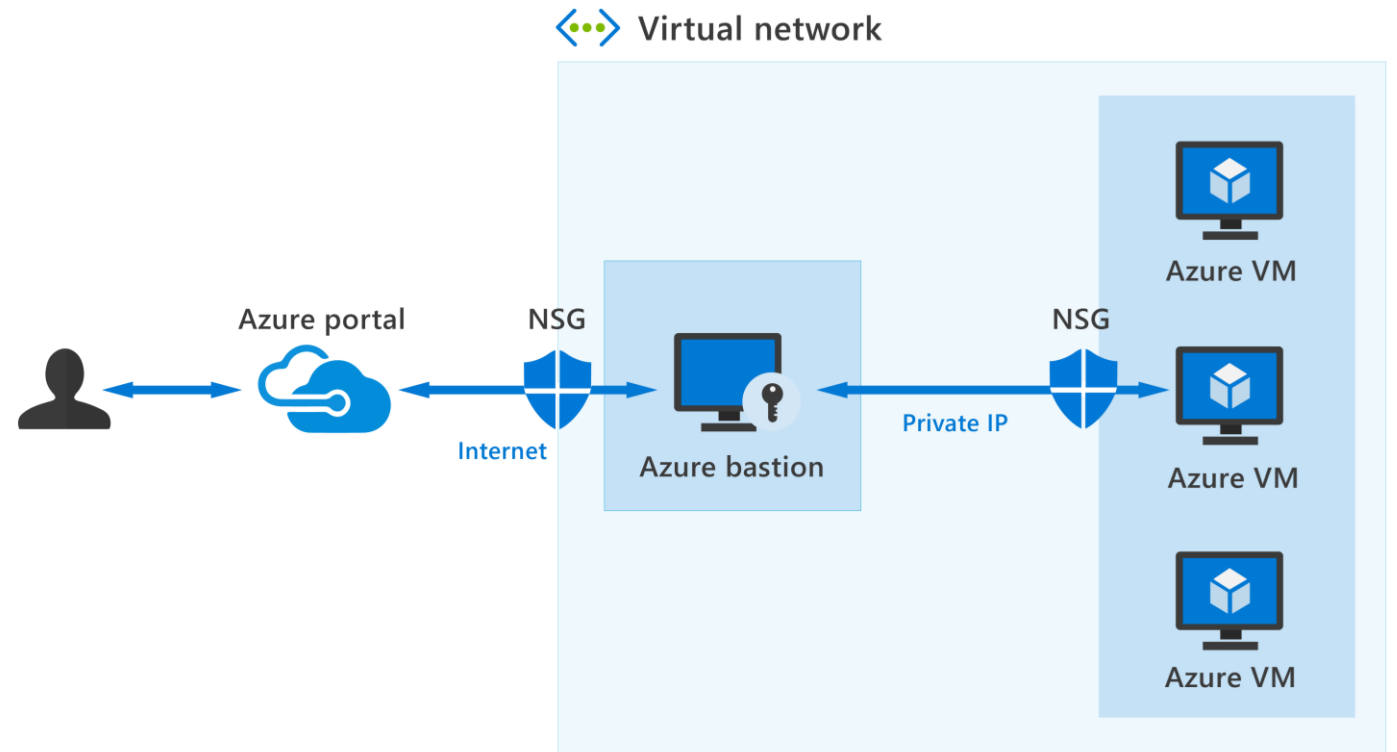 Virtual network
Azure VM
Azure portal
NSG
NSG
Private IP
Internet
Azure bastion
Azure VM
Azure VM